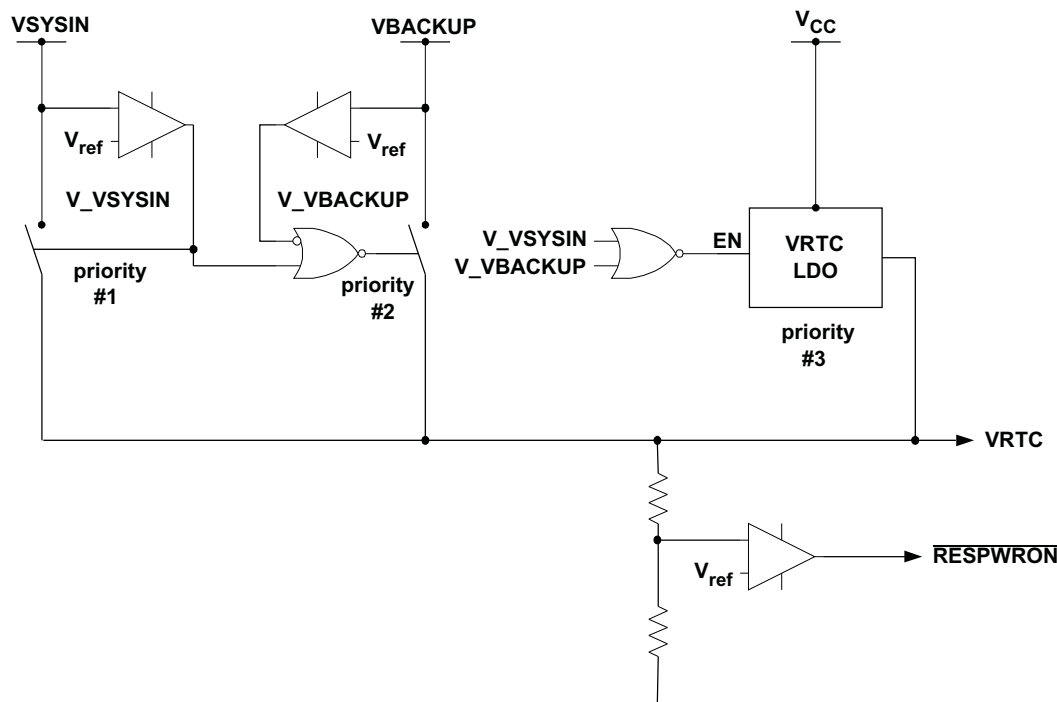 VSYSIN
VBACKUP
VCC
Vref
Vref
V_VSYSIN
V_VBACKUP
priority
#1
priority
#2
V_VSYSIN
V_VBACKUP
EN
VRTC
LDO
priority
#3
VRTC
Vref
RESPWRON